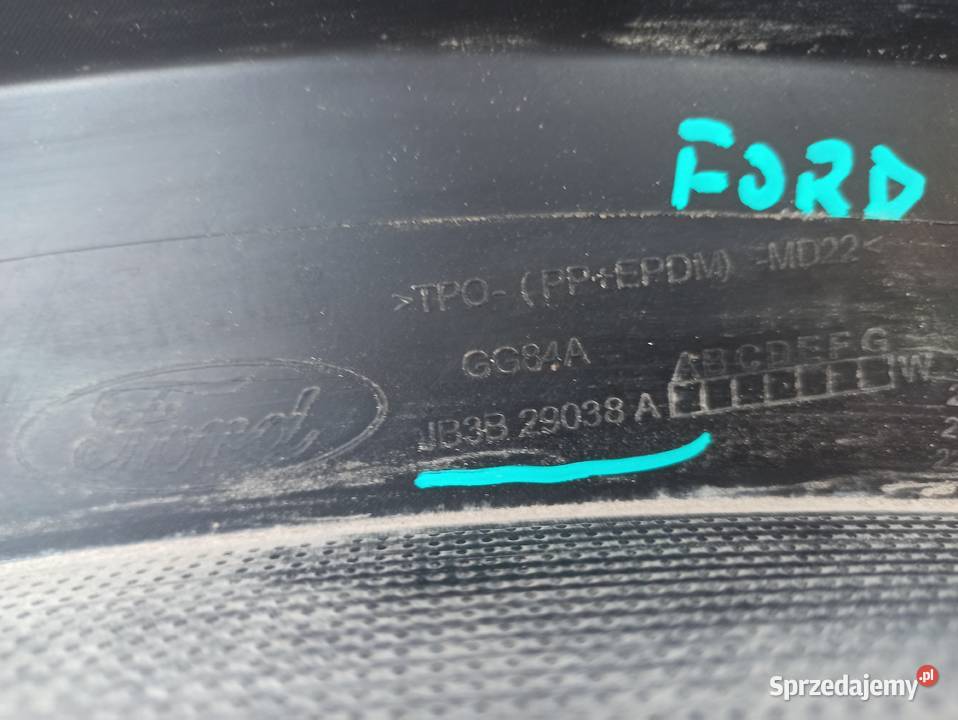 FORD
>TPO-(PP+EPDM)-MD22<
GG84A
ABCDEFG
Ford
JB3B 29038 A
W
Sprzedajemy.pl